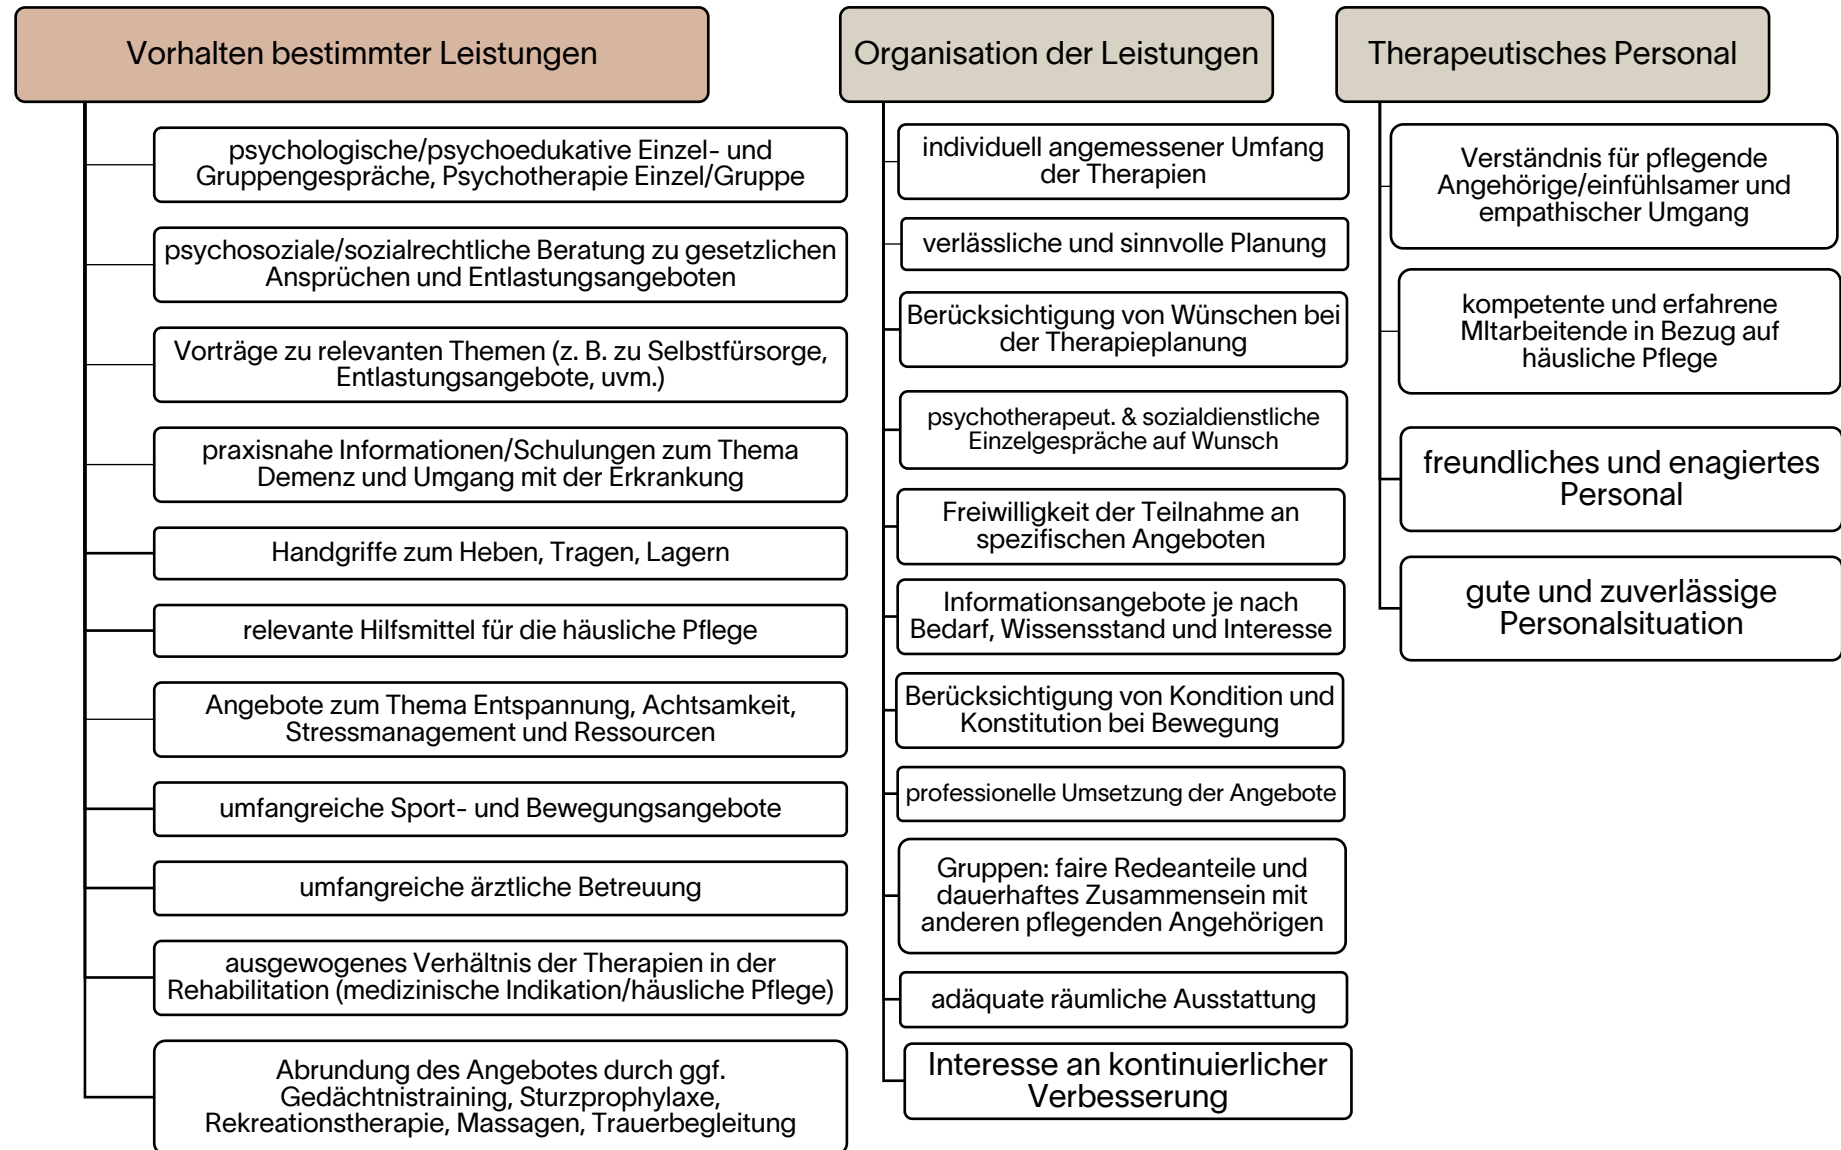 Vorhalten bestimmter Leistungen
psychologische/psychoedukative Einzel- und
Gruppengespräche, Psychotherapie Einzel/Gruppe
psychosoziale/sozialrechtliche Beratung zu gesetzlichen
Ansprüchen und Entlastungsangeboten
Vorträge zu relevanten Themen (z. B. zu Selbstfürsorge,
Entlastungsangebote, uvm.)
praxisnahe Informationen/Schulungen zum Thema
Demenz und Umgang mit der Erkrankung
Handgriffe zum Heben, Tragen, Lagern
relevante Hilfsmittel für die häusliche Pflege
Angebote zum Thema Entspannung, Achtsamkeit,
Stressmanagement und Ressourcen
umfangreiche Sport- und Bewegungsangebote
umfangreiche ärztliche Betreuung
ausgewogenes Verhältnis der Therapien in der
Rehabilitation (medizinische Indikation/häusliche Pflege)
Abrundung des Angebotes durch ggf.
Gedächtnistraining, Sturzprophylaxe,
Rekreationstherapie, Massagen, Trauerbegleitung
Organisation der Leistungen
individuell angemessener Umfang
der Therapien
verlässliche und sinnvolle Planung
Berücksichtigung von Wünschen bei
der Therapieplanung
psychotherapeut. & sozialdienstliche
Einzelgespräche auf Wunsch
Freiwilligkeit der Teilnahme an
spezifischen Angeboten
Informationsangebote je nach
Bedarf, Wissensstand und Interesse
Berücksichtigung von Kondition und
Konstitution bei Bewegung
professionelle Umsetzung der Angebote
Gruppen: faire Redeanteile und
dauerhaftes Zusammensein mit
anderen pflegenden Angehörigen
adäquate räumliche Ausstattung
Interesse an kontinuierlicher
Verbesserung
Therapeutisches Personal
Verständnis für pflegende
Angehörige/einfühlsamer und
empathischer Umgang
kompetente und erfahrene
MItarbeitende in Bezug auf
häusliche Pflege
freundliches und enagiertes
Personal
gute und zuverlässige
Personalsituation